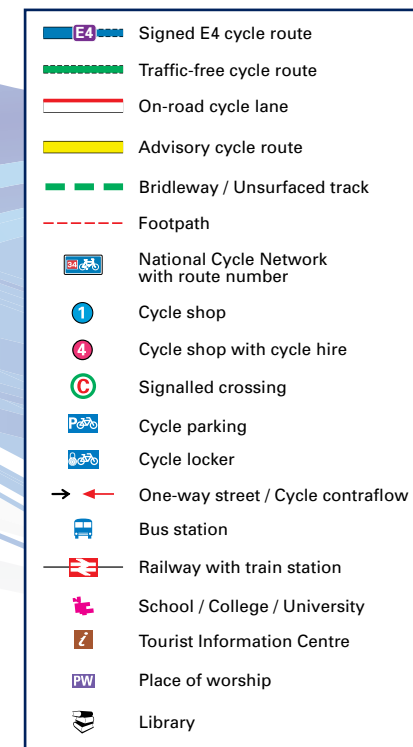 E4 Signed E4 cycle route
Traffic-free cycle route
On-road cycle lane
Advisory cycle route
Bridleway / Unsurfaced track
Footpath
34 National Cycle Network
with route number
1 Cycle shop
4 Cycle shop with cycle hire
C Signalled crossing
P Cycle parking
Cycle locker
One-way street / Cycle contraflow
Bus station
Railway with train station
School / College / University
i Tourist Information Centre
PW Place of worship
Library